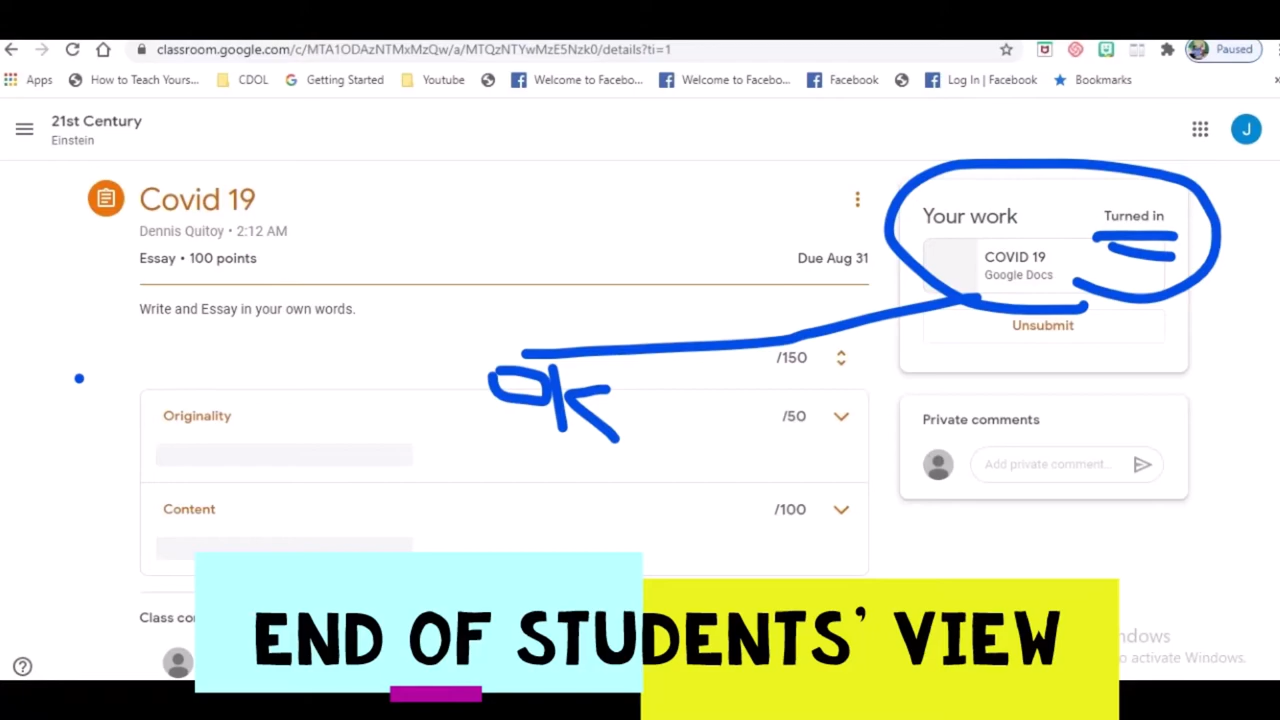 classroom.google.com/c/MTA1ODAzNTMxMzQw/a/MTQzNTYwMzE5Nzk0/details?ti=1
Paused
Apps
How to Teach Yours...
CDOL
Getting Started
Youtube
Welcome to Facebo...
Welcome to Facebo...
Facebook
Log In | Facebook
Bookmarks
21st Century
Einstein
J
Covid 19
Dennis Quitoy • 2:12 AM
Essay • 100 points
Due Aug 31
Write and Essay in your own words.
/150
OK
Originality
/50
Content
/100
Class co
Your work
Turned in
COVID 19
Google Docs
Unsubmit
Private comments
Add private comment...
END OF STUDENTS' VIEW
ndows
o activate Windows.